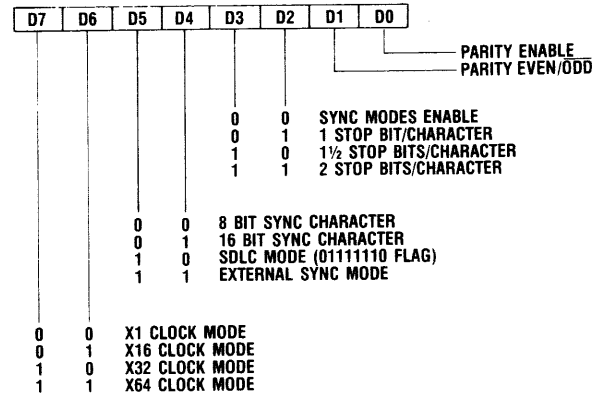 D7 D6 D5 D4 D3 D2 D1 D0
PARITY ENABLE
PARITY EVEN/ODD
0 0 SYNC MODES ENABLE
0 1 1 STOP BIT/CHARACTER
1 0 1½ STOP BITS/CHARACTER
1 1 2 STOP BITS/CHARACTER
0 0 8 BIT SYNC CHARACTER
0 1 16 BIT SYNC CHARACTER
1 0 SDLC MODE (01111110 FLAG)
1 1 EXTERNAL SYNC MODE
0 0 X1 CLOCK MODE
0 1 X16 CLOCK MODE
1 0 X32 CLOCK MODE
1 1 X64 CLOCK MODE